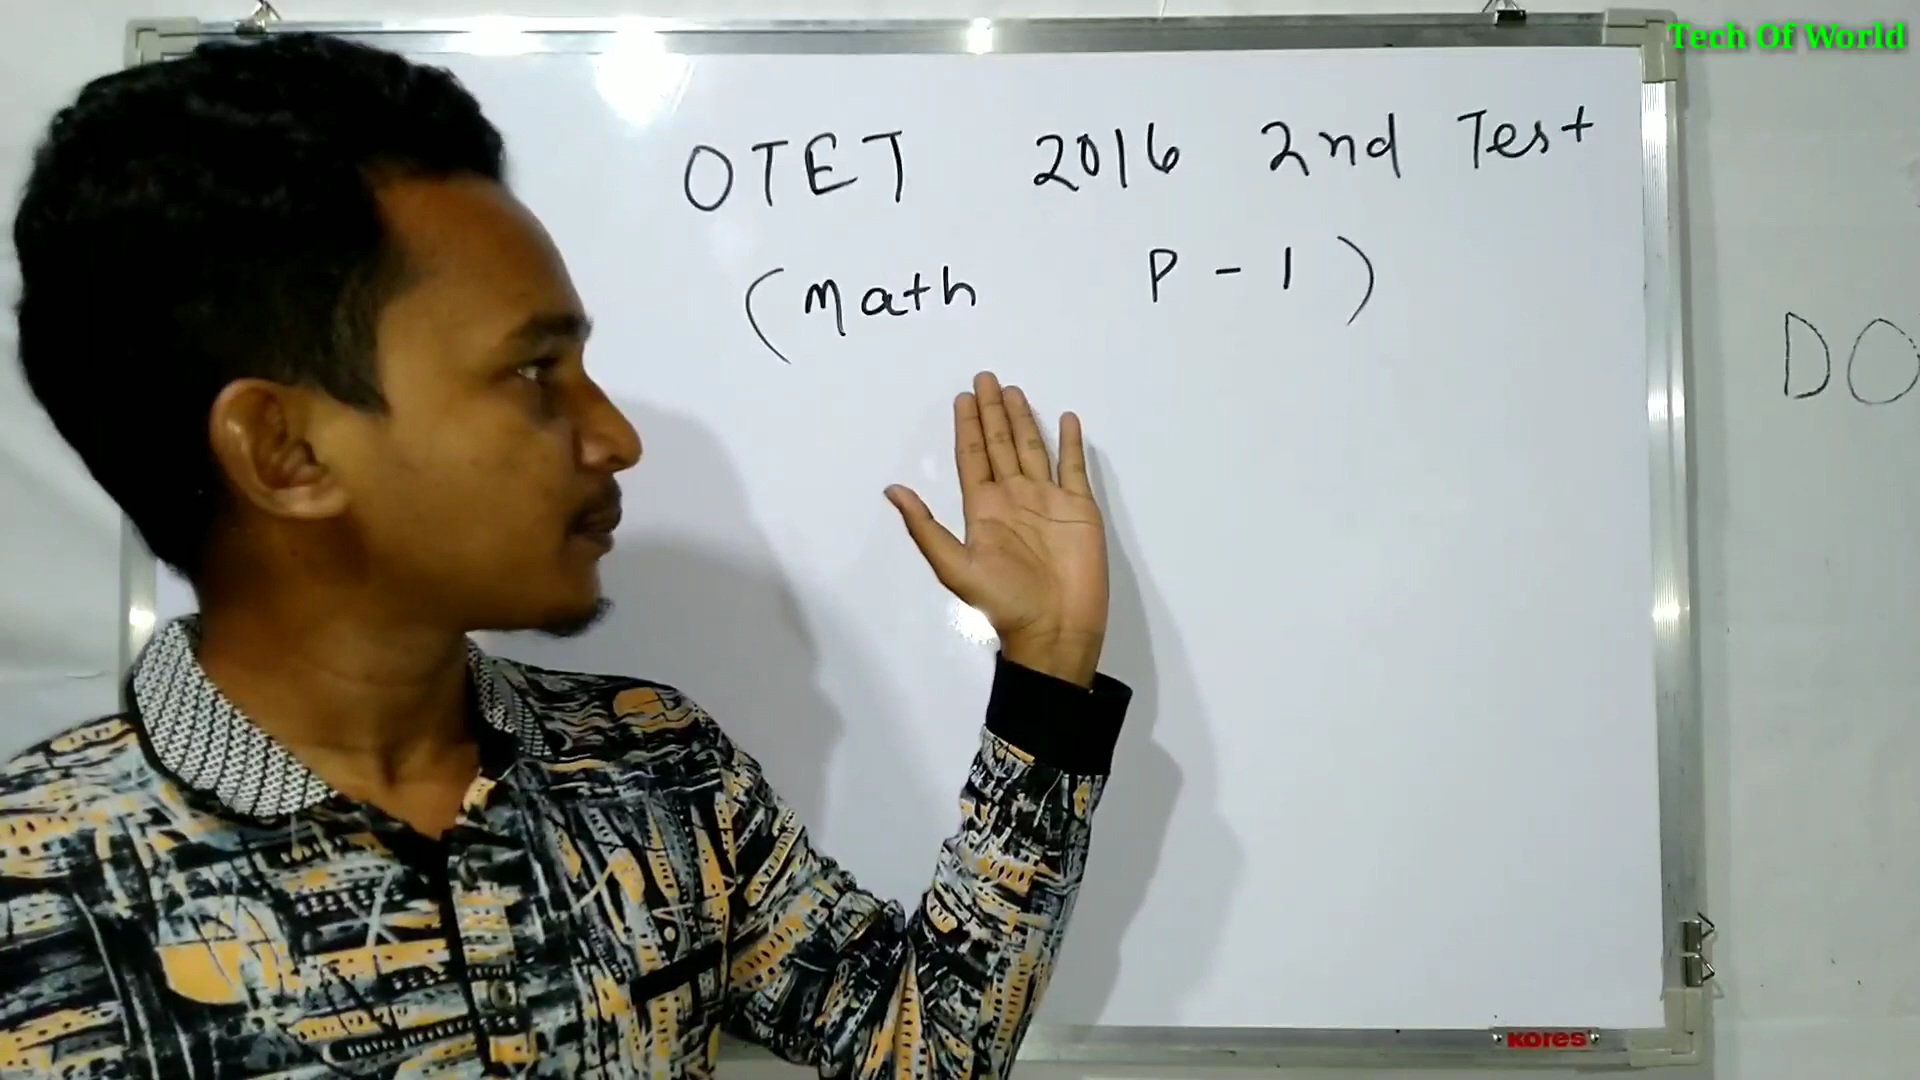 Tech Of World
OTET 2016 2nd Test
(Math P-1)
DO
KORES